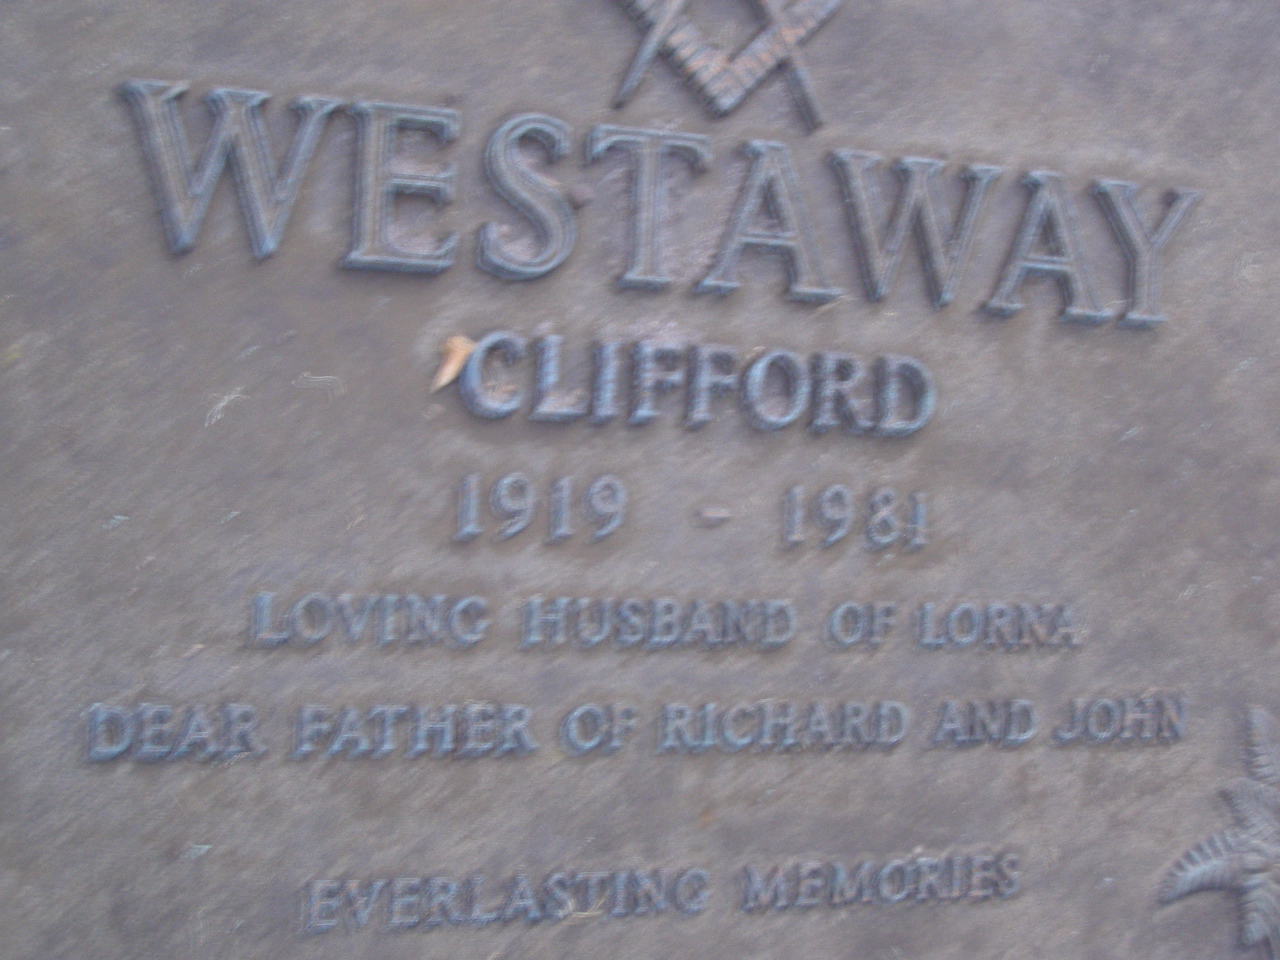 WESTAWAY
CLIFFORD
1919 - 1981
LOVING HUSBAND OF LORNA
DEAR FATHER OF RICHARD AND JOHN
EVERLASTING MEMORIES